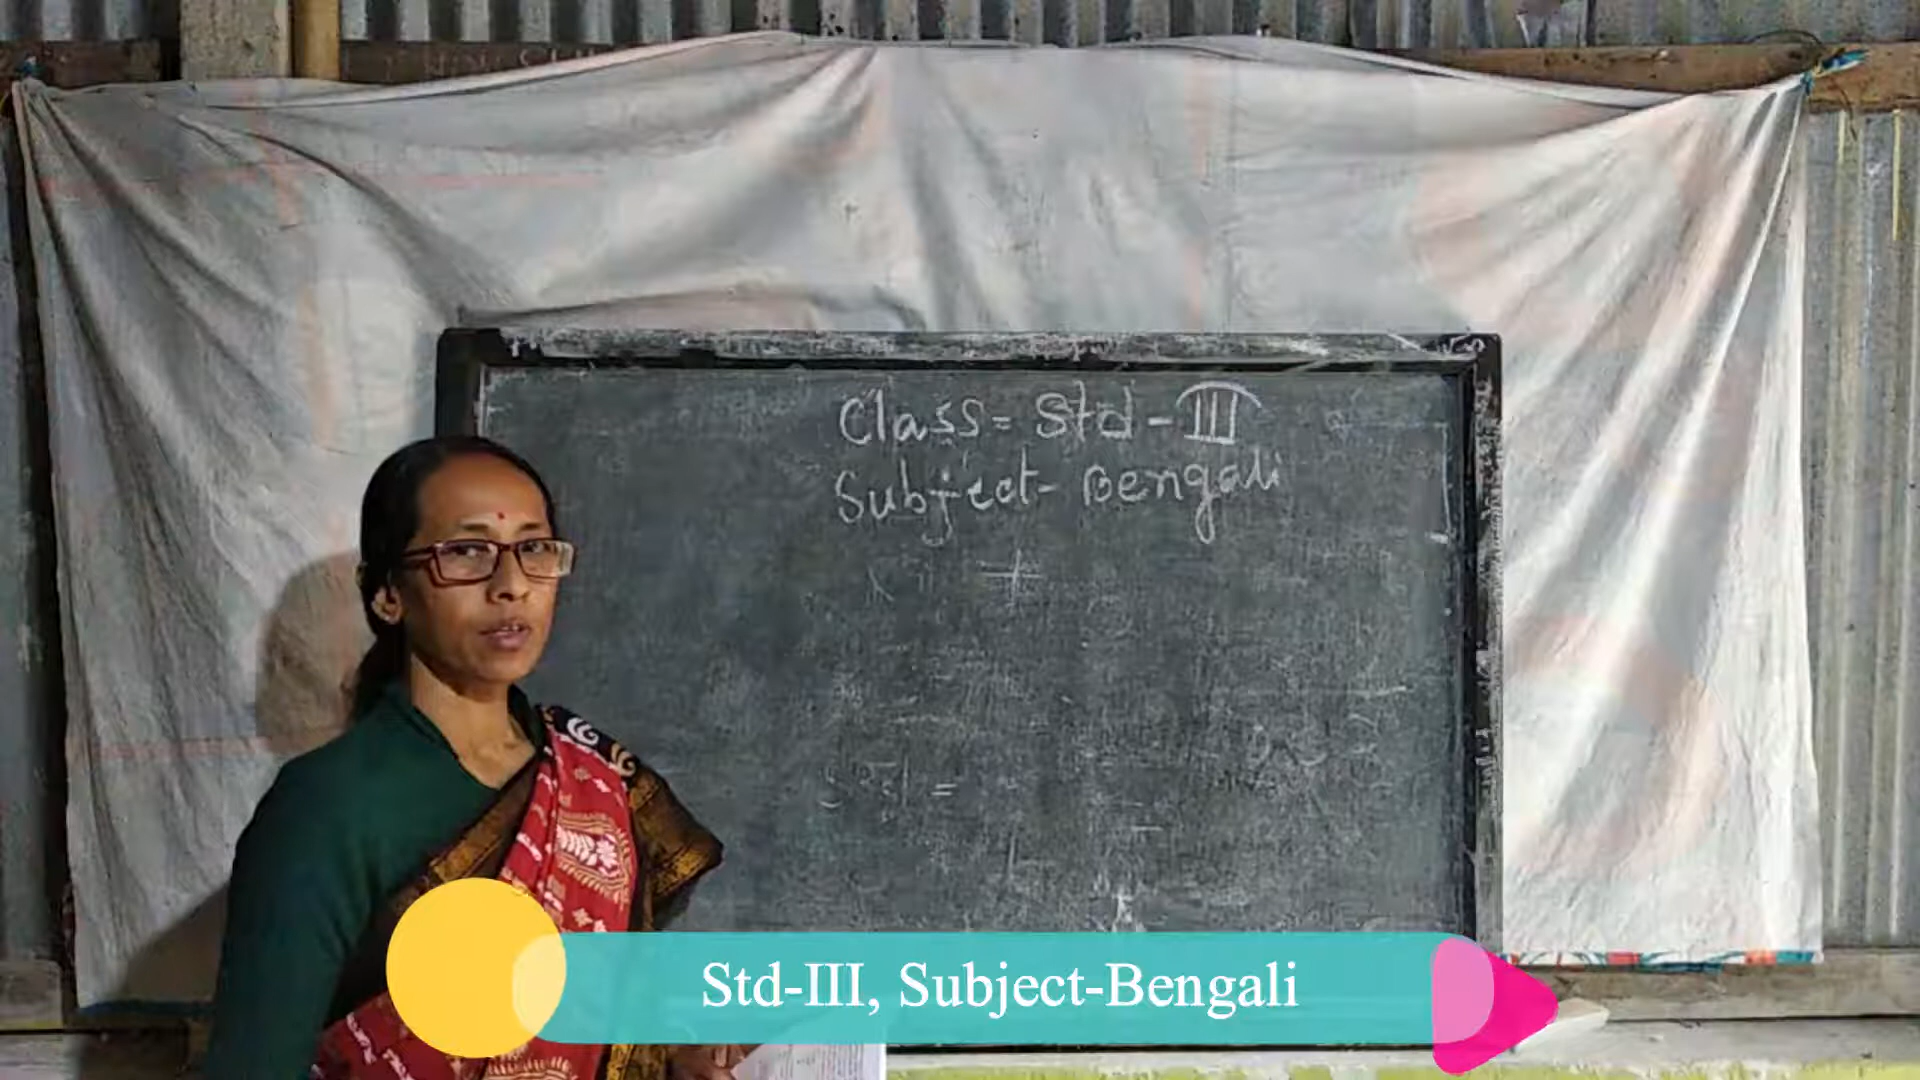 Class = Std - III
Subject - Bengali
Std-III, Subject-Bengali